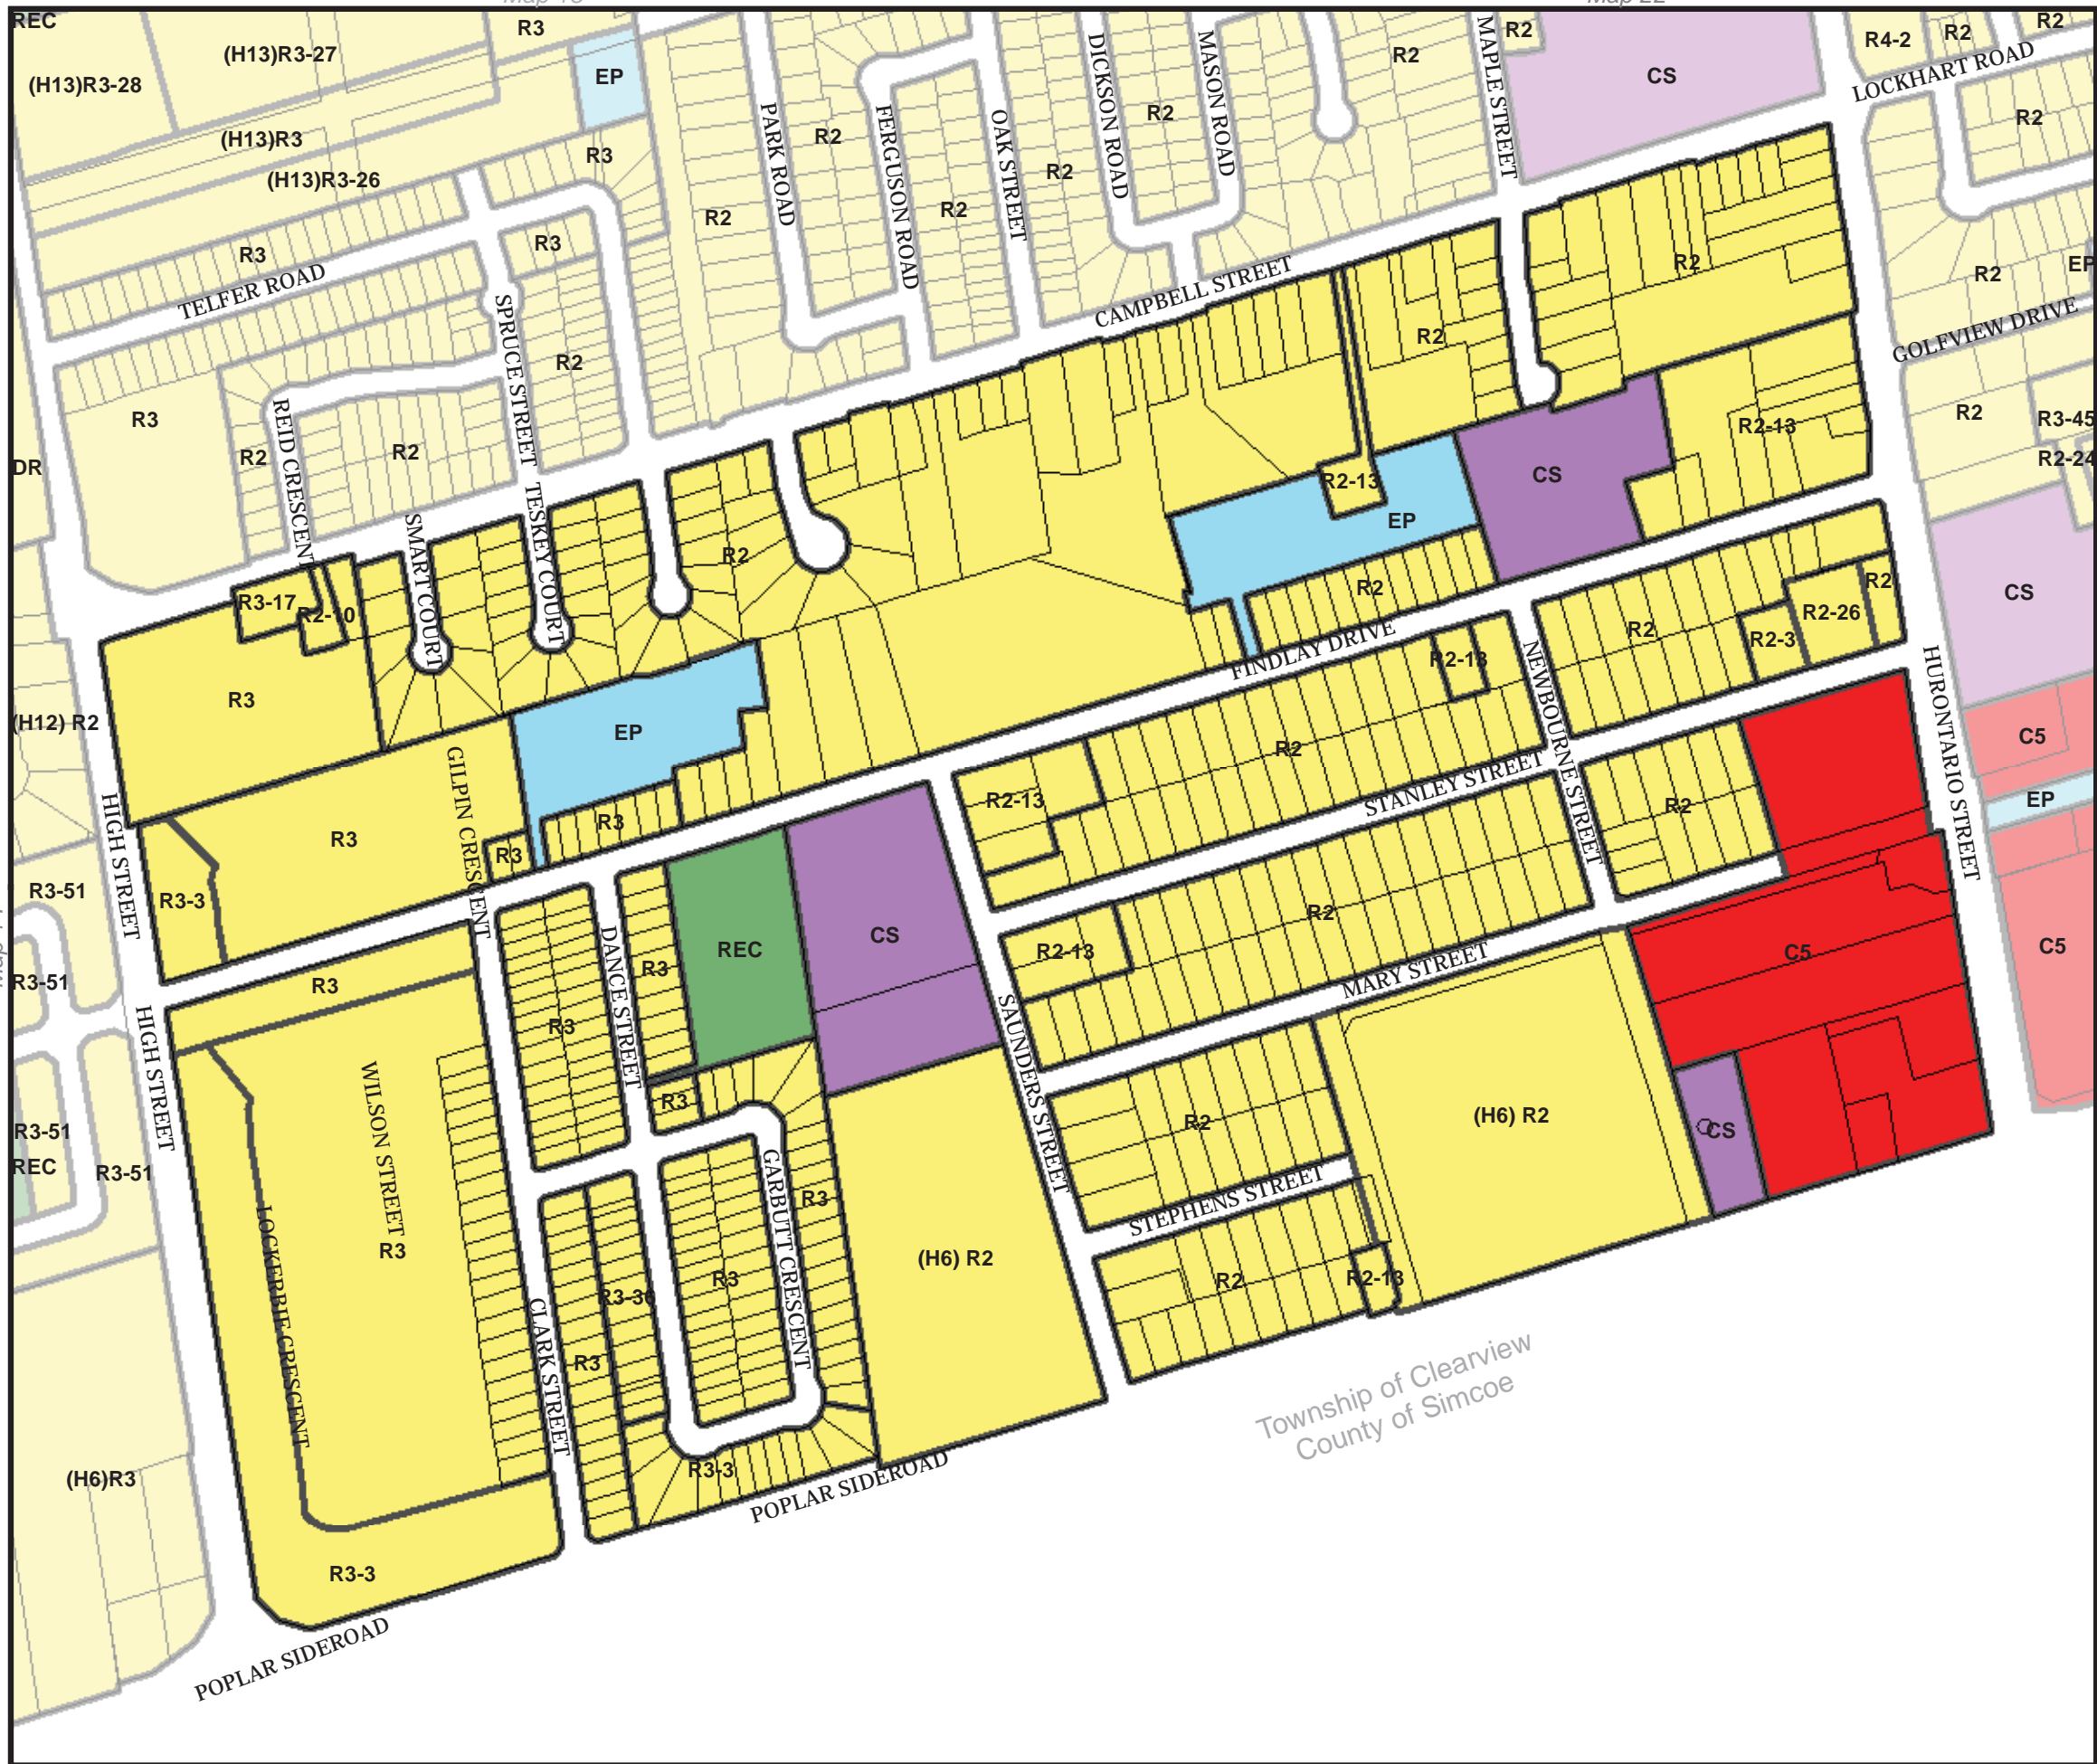 REC
R3
(H13)R3-27
(H13)R3-28
EP
R2
R2
R4-2
R2
R2
CS
LOCKHART ROAD
PARK ROAD
R2
FERGUSON ROAD
OAK STREET
R2
DICKSON ROAD
R2
MASON ROAD
MAPLE STREET
R2
(H13)R3
R3
(H13)R3-26
R2
R2
R3
R3
TELFER ROAD
CAMPBELL STREET
R2
R2
EP
GOLFVIEW DRIVE
SPRUCE STREET
R2
R2
R3
REID CRESCENT
R2
R2
R2-13
R2
R3-45
R2-24
DR
SMART COURT
TESKEY COURT
R2
R2-13
EP
CS
R3-17
R2-10
R2
R2
R2-26
R2-3
R2
CS
FINDLAY DRIVE
R2-13
NEWBOURNE STREET
HURONTARIO STREET
R3
(H12) R2
EP
GILPIN CRESCENT
R2
C5
HIGH STREET
R3
R3
R3
R2-13
STANLEY STREET
R2
EP
R3-51
R3-3
R2
R3-51
R3
DANCE STREET
R3
REC
CS
R2-13
MARY STREET
C5
C5
HIGH STREET
R3
SAUNDERS STREET
WILSON STREET
R3
R3-51
REC
R3-51
R2
(H6) R2
CS
STEPHENS STREET
GARBUTT CRESCENT
R3
LOCKERBIE CRESCENT
R3
R3-36
R3
(H6) R2
R2
R2-13
CLARK STREET
R3
Township of Clearview
County of Simcoe
(H6)R3
R3-3
POPLAR SIDEROAD
R3-3
POPLAR SIDEROAD